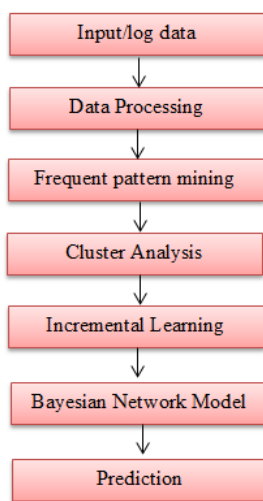 Input/log data
Data Processing
Frequent pattern mining
Cluster Analysis
Incremental Learning
Bayesian Network Model
Prediction